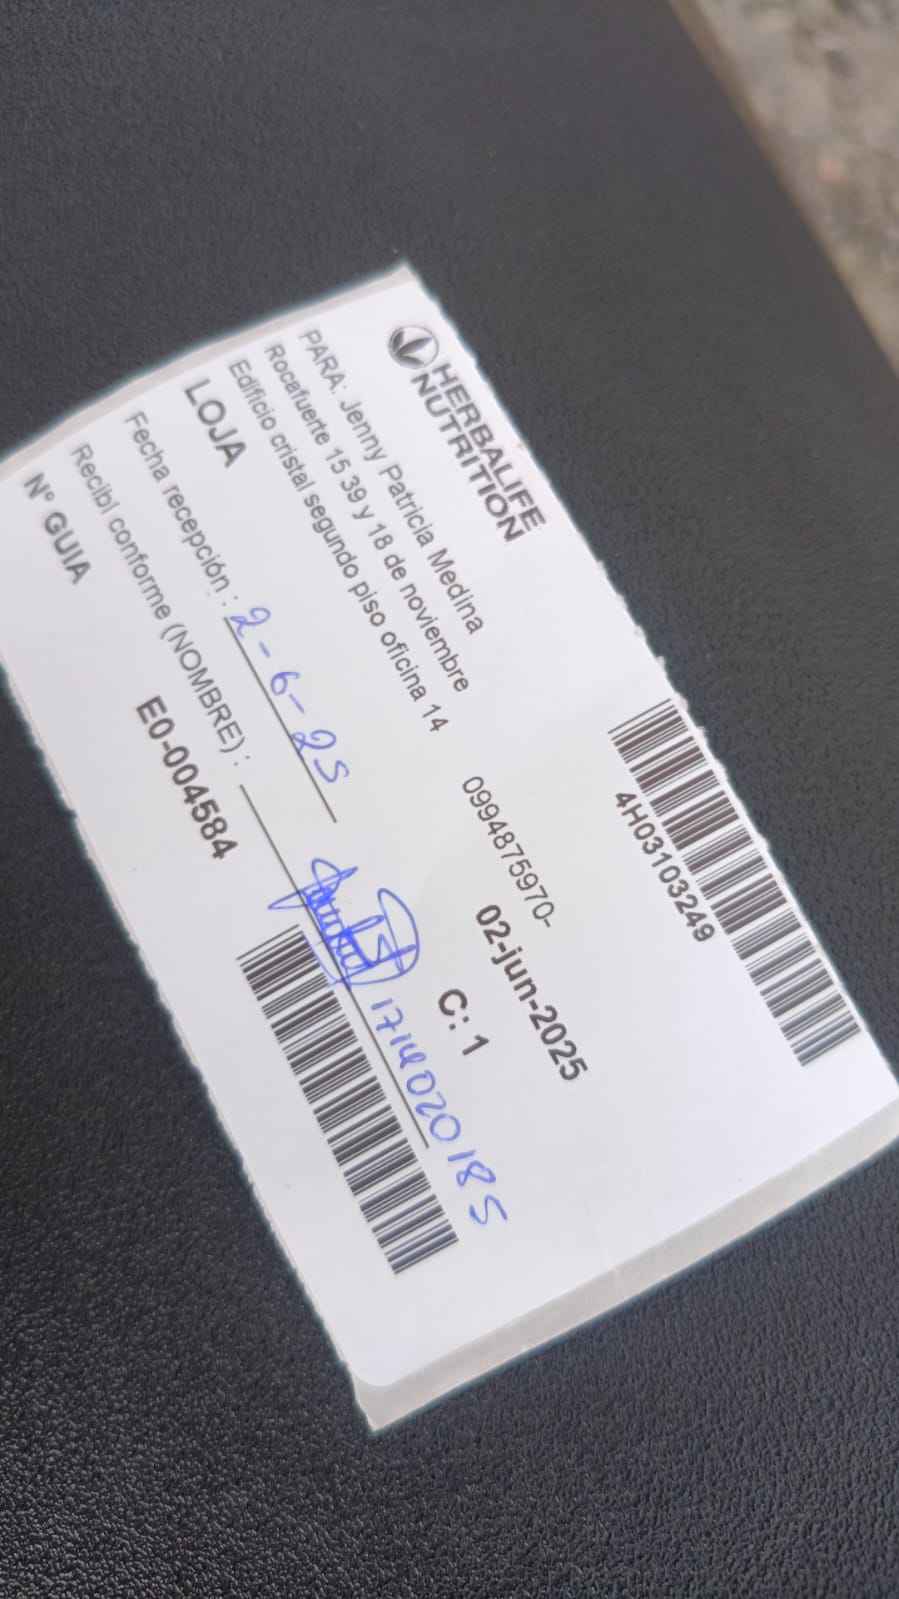 HERBALIFE
NUTRITION
4H03103249
PARA: Jenny Patricia Medina
Rocafuerte 15 39 y 18 de noviembre
Edificio cristal segundo piso oficina 14
0994875970-
02-jun-2025
LOJA
C: 1
Fecha recepción : 2-6-25
Recibí conforme (NOMBRE) : 1714020185
N° GUIA
E0-004584